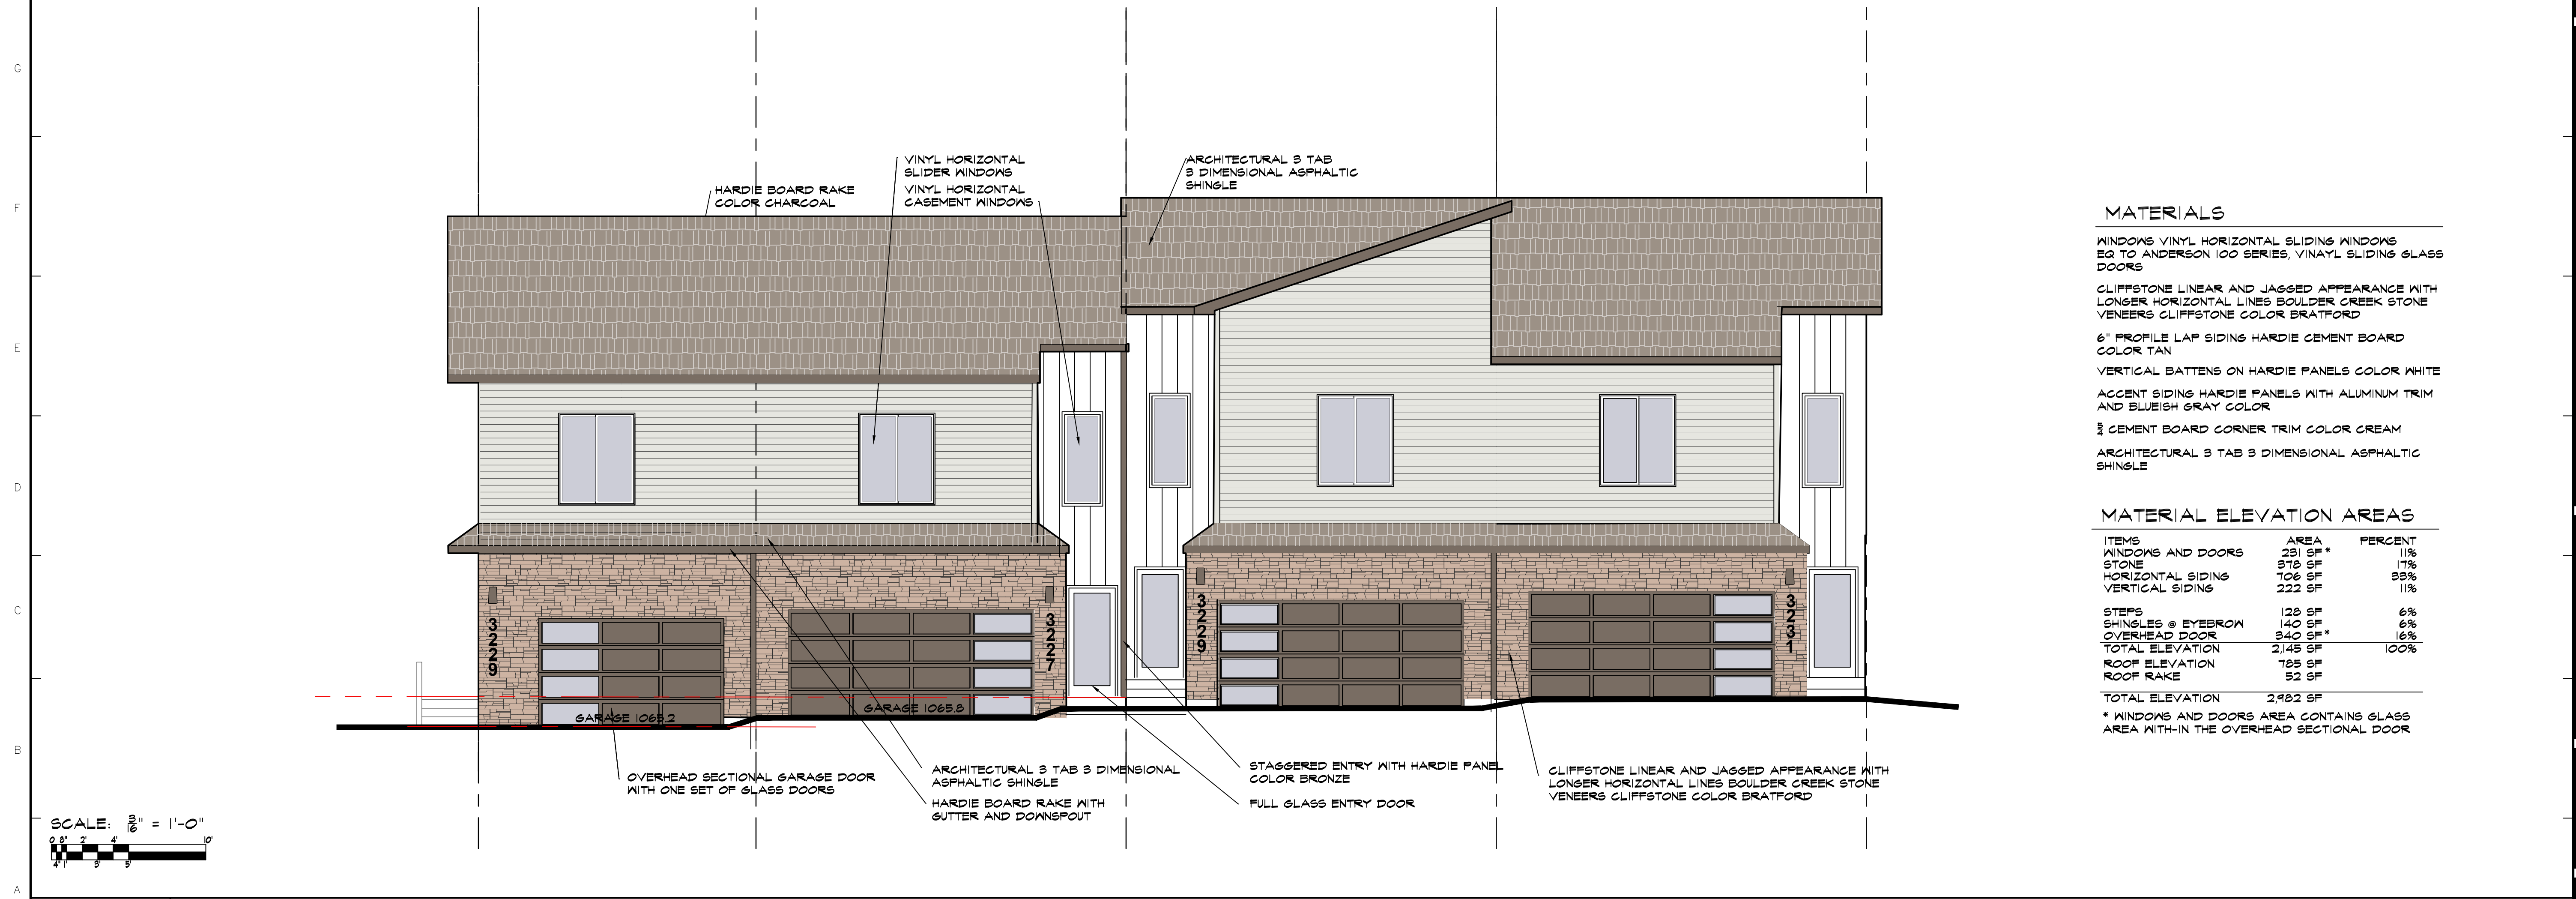 G
F
E
D
C
B
A
VINYL HORIZONTAL
SLIDER WINDOWS
VINYL HORIZONTAL
CASEMENT WINDOWS
HARDIE BOARD RAKE
COLOR CHARCOAL
ARCHITECTURAL 3 TAB
3 DIMENSIONAL ASPHALTIC
SHINGLE
3229
3227
3229
3231
GARAGE 1065.2
GARAGE 1065.8
OVERHEAD SECTIONAL GARAGE DOOR
WITH ONE SET OF GLASS DOORS
ARCHITECTURAL 3 TAB 3 DIMENSIONAL
ASPHALTIC SHINGLE
HARDIE BOARD RAKE WITH
GUTTER AND DOWNSPOUT
STAGGERED ENTRY WITH HARDIE PANEL
COLOR BRONZE
FULL GLASS ENTRY DOOR
CLIFFSTONE LINEAR AND JAGGED APPEARANCE WITH
LONGER HORIZONTAL LINES BOULDER CREEK STONE
VENEERS CLIFFSTONE COLOR BRATFORD
SCALE: 3/16" = 1'-0"
0 8" 2' 4' 10'
4" 1' 3' 5'
MATERIALS
WINDOWS VINYL HORIZONTAL SLIDING WINDOWS
EQ TO ANDERSON 100 SERIES, VINAYL SLIDING GLASS
DOORS
CLIFFSTONE LINEAR AND JAGGED APPEARANCE WITH
LONGER HORIZONTAL LINES BOULDER CREEK STONE
VENEERS CLIFFSTONE COLOR BRATFORD
6" PROFILE LAP SIDING HARDIE CEMENT BOARD
COLOR TAN
VERTICAL BATTENS ON HARDIE PANELS COLOR WHITE
ACCENT SIDING HARDIE PANELS WITH ALUMINUM TRIM
AND BLUEISH GRAY COLOR
5/4 CEMENT BOARD CORNER TRIM COLOR CREAM
ARCHITECTURAL 3 TAB 3 DIMENSIONAL ASPHALTIC
SHINGLE
MATERIAL ELEVATION AREAS
ITEMS AREA PERCENT
WINDOWS AND DOORS 231 SF * 11%
STONE 378 SF 17%
HORIZONTAL SIDING 706 SF 33%
VERTICAL SIDING 222 SF 11%
STEPS 128 SF 6%
SHINGLES @ EYEBROW 140 SF 6%
OVERHEAD DOOR 340 SF * 16%
TOTAL ELEVATION 2,145 SF 100%
ROOF ELEVATION 785 SF
ROOF RAKE 52 SF
TOTAL ELEVATION 2,982 SF
* WINDOWS AND DOORS AREA CONTAINS GLASS
AREA WITH-IN THE OVERHEAD SECTIONAL DOOR